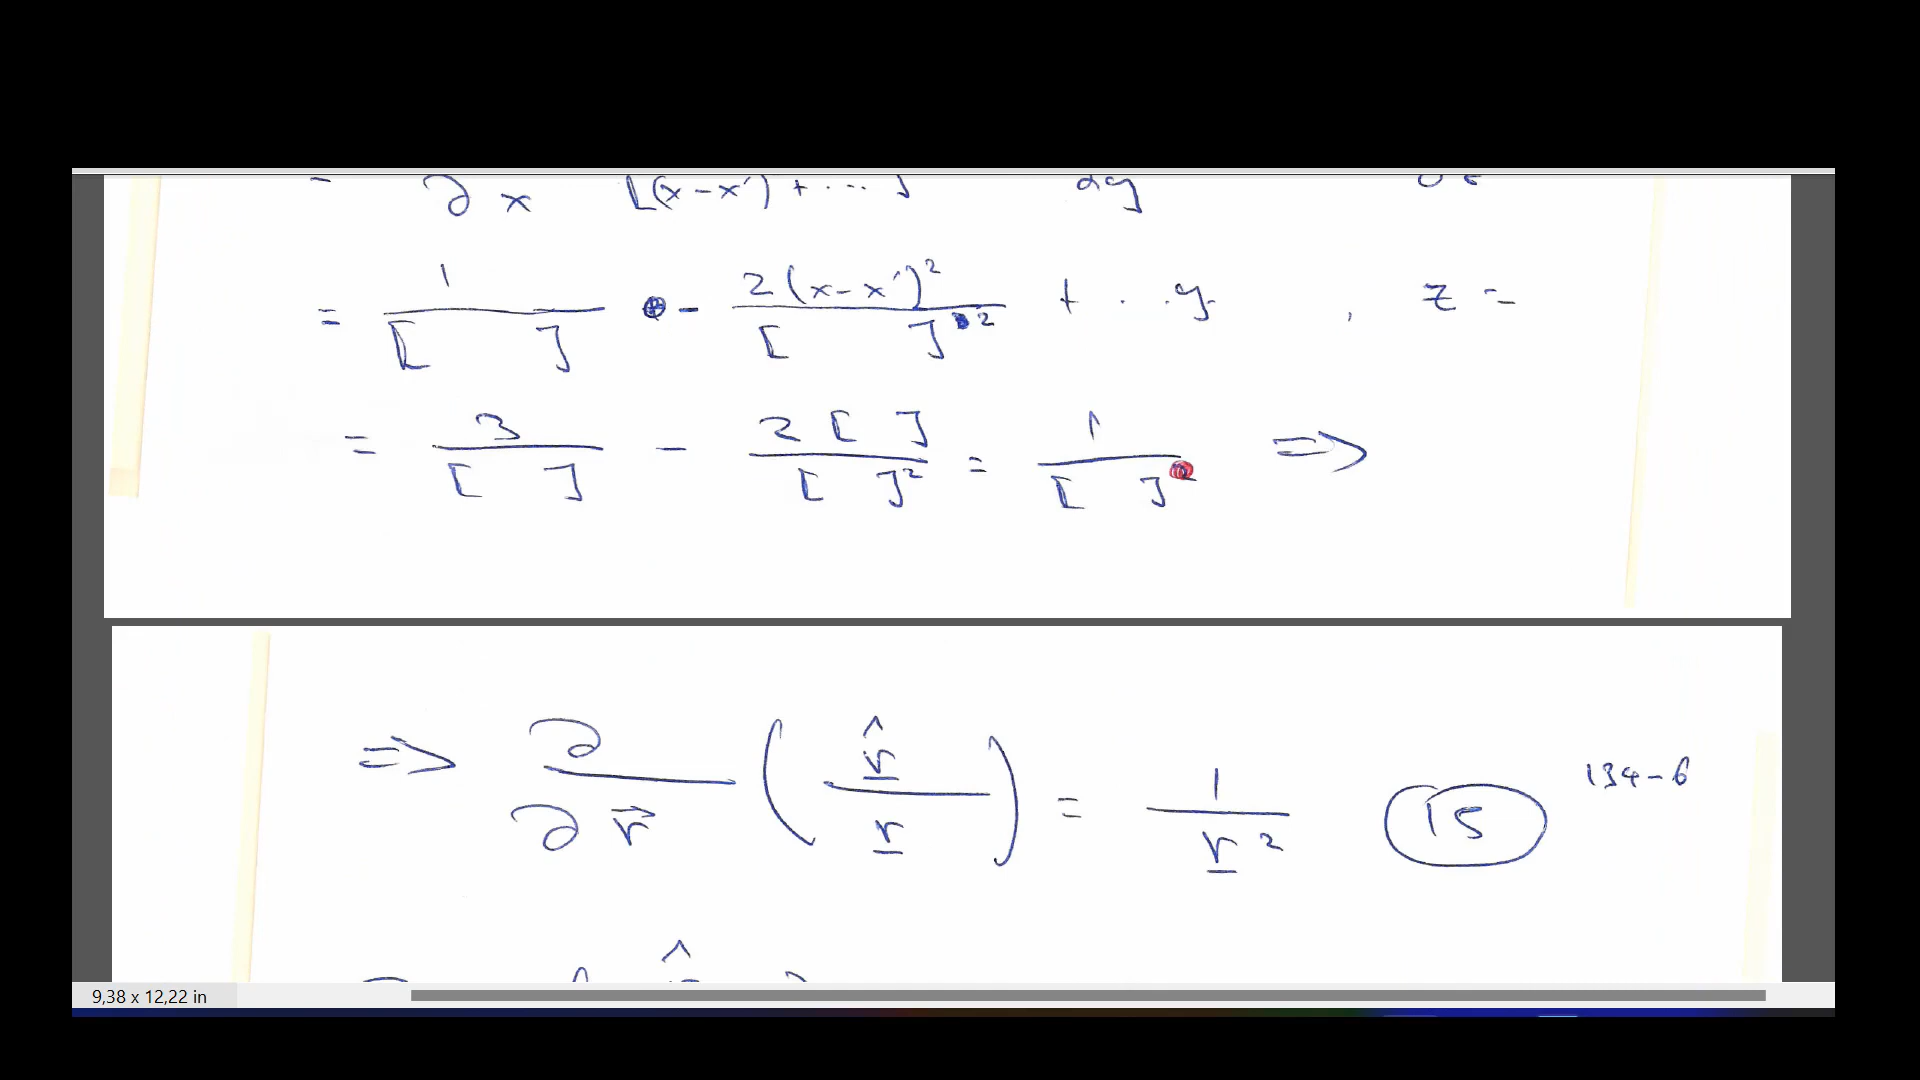 ∂ x [(x-x') + ... ] ∂y
= 1 / [ ] - 2(x-x')² / [ ]² + . . y. , z =
= 3 / [ ] - 2 [ ] / [ ]² = 1 / [ ] =>
=> ∂ / ∂ r⃗ ( r̂ / r ) = 1 / r² (15) 134-6
9,38 x 12,22 in